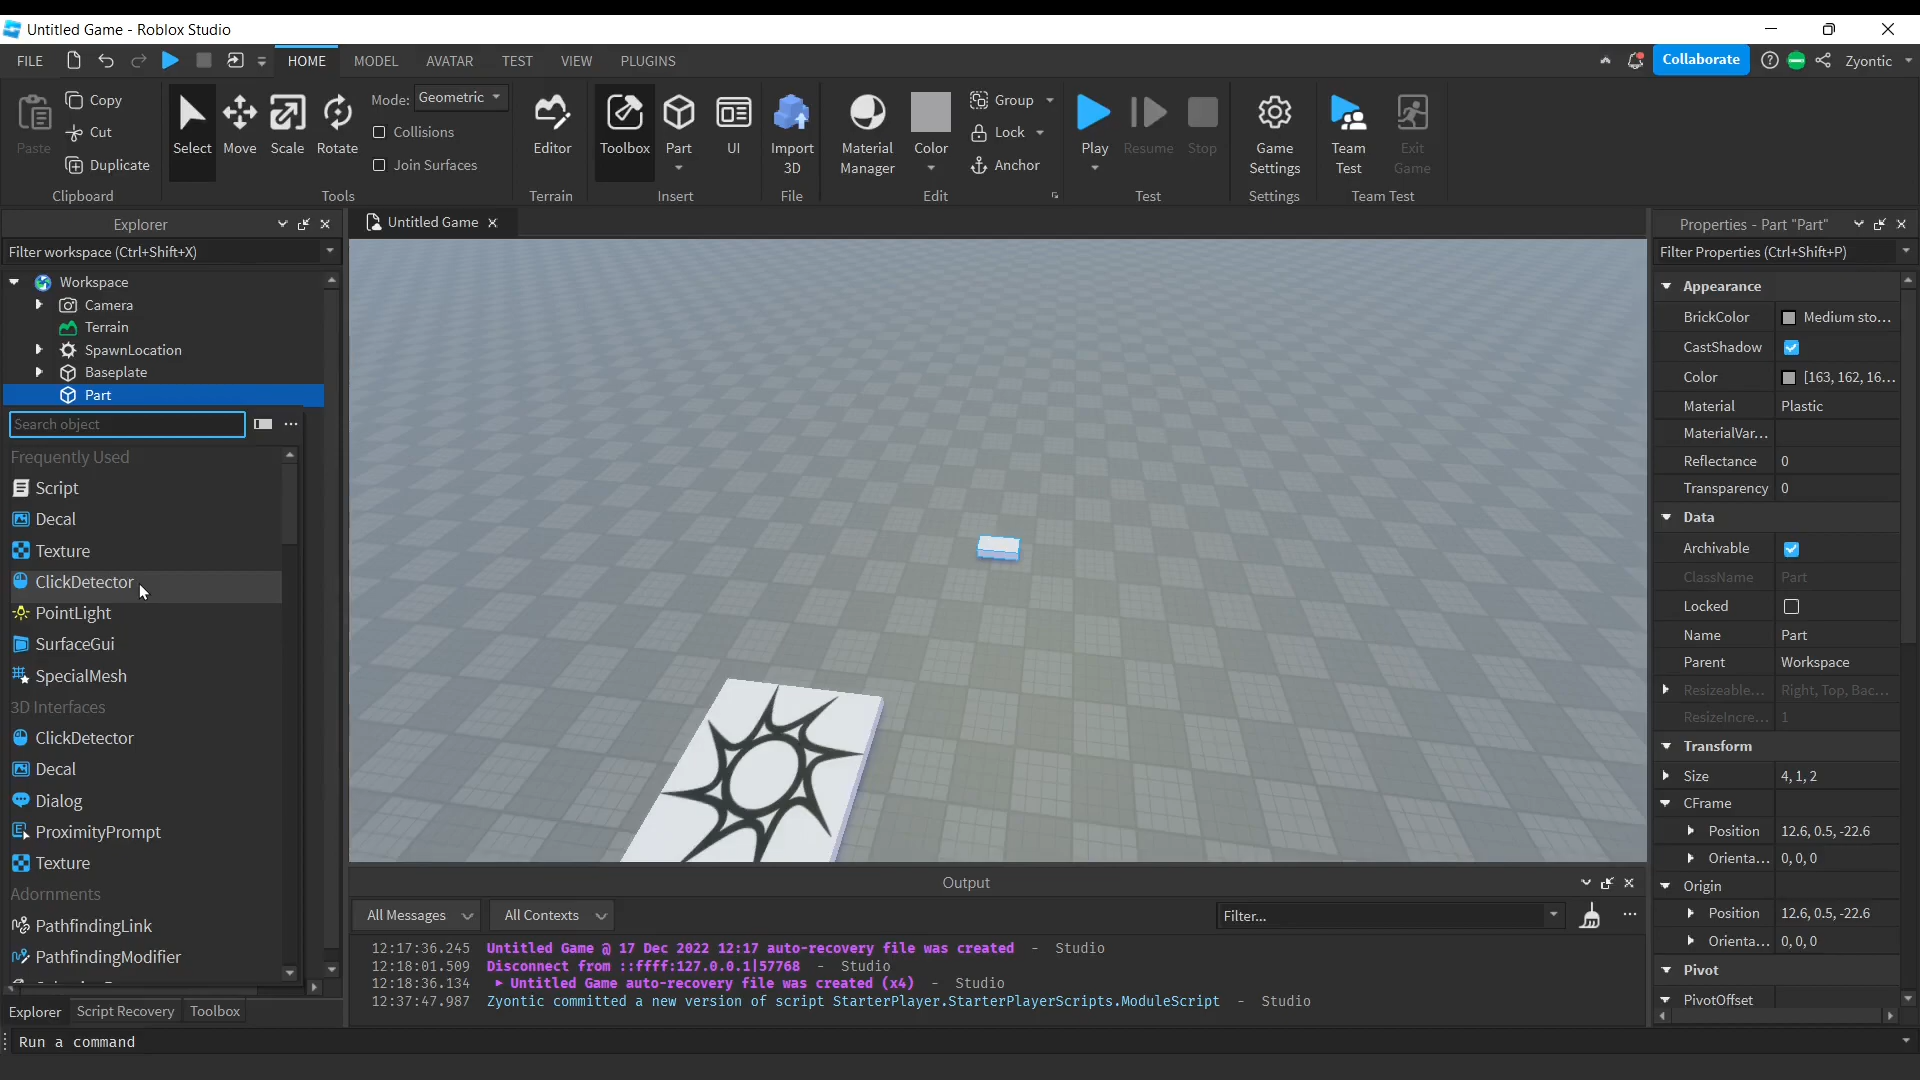 Untitled Game - Roblox Studio
FILE HOME MODEL AVATAR TEST VIEW PLUGINS Collaborate Zyontic
Paste Copy Cut Duplicate
Clipboard
Select Move Scale Rotate Mode: Geometric
Collisions
Join Surfaces
Tools
Editor
Terrain
Toolbox Part UI
Insert
Import 3D
File
Material Manager Color Group Lock Anchor
Edit
Play Resume Stop
Test
Game Settings
Settings
Team Test Exit Game
Team Test
Explorer
Filter workspace (Ctrl+Shift+X)
Workspace
Camera
Terrain
SpawnLocation
Baseplate
Part
Search object
Frequently Used
Script
Decal
Texture
ClickDetector
PointLight
SurfaceGui
SpecialMesh
3D Interfaces
ClickDetector
Decal
Dialog
ProximityPrompt
Texture
Adornments
PathfindingLink
PathfindingModifier
Explorer Script Recovery Toolbox
Run a command
Untitled Game
Output
All Messages All Contexts Filter...
12:17:36.245 Untitled Game @ 17 Dec 2022 12:17 auto-recovery file was created - Studio
12:18:01.509 Disconnect from ::ffff:127.0.0.1|57768 - Studio
12:18:36.134 Untitled Game auto-recovery file was created (x4) - Studio
12:37:47.987 Zyontic committed a new version of script StarterPlayer.StarterPlayerScripts.ModuleScript - Studio
Properties - Part "Part"
Filter Properties (Ctrl+Shift+P)
Appearance
BrickColor Medium sto...
CastShadow
Color [163, 162, 16...
Material Plastic
MaterialVar...
Reflectance 0
Transparency 0
Data
Archivable
ClassName Part
Locked
Name Part
Parent Workspace
Resizeable... Right, Top, Bac...
ResizeIncre... 1
Transform
Size 4, 1, 2
CFrame
Position 12.6, 0.5, -22.6
Orienta... 0, 0, 0
Origin
Position 12.6, 0.5, -22.6
Orienta... 0, 0, 0
Pivot
PivotOffset